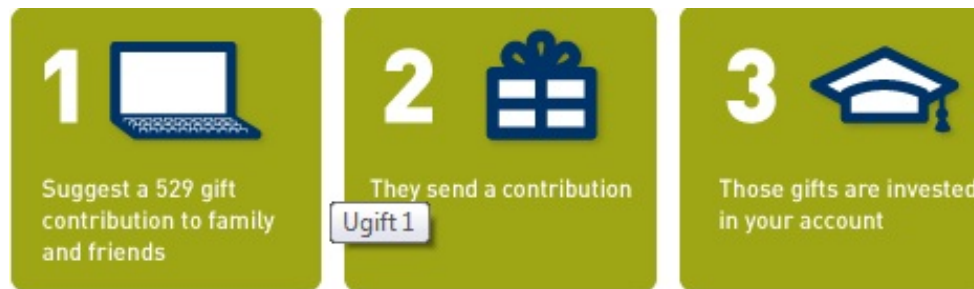 1
Suggest a 529 gift
contribution to family
and friends
2
They send a contribution
Ugift 1
3
Those gifts are invested
in your account